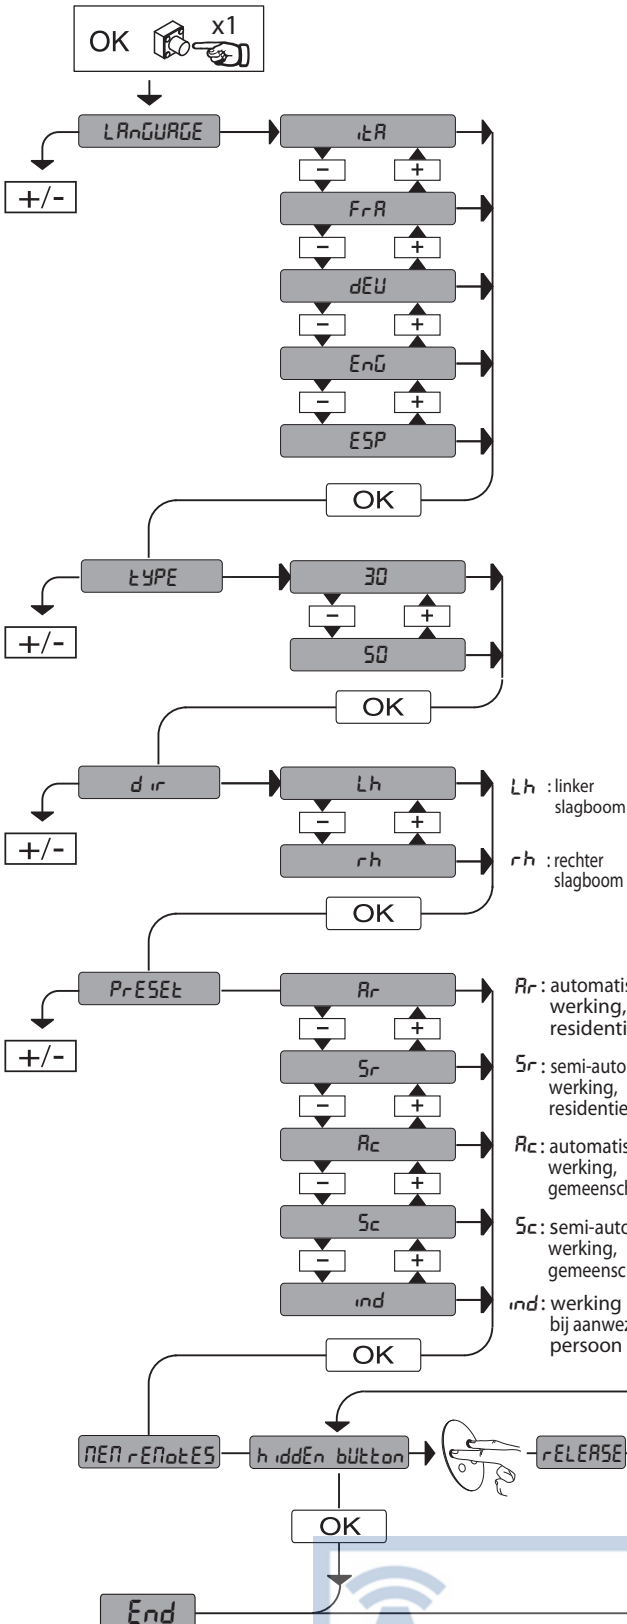 OK x1
LAnGUAGE
itA
+/-
- +
FrA
- +
dEU
- +
EnG
- +
ESP
OK
tYPE
30
+/-
- +
50
OK
dir
Lh
Lh : linker
slagboom
+/-
- +
rh
rh : rechter
slagboom
OK
PrESEt
Ar
Ar : automatis
werking,
residenti
+/-
- +
Sr
Sr : semi-auto
werking,
residentie
- +
Ac
Ac : automatis
werking,
gemeensch
- +
Sc
Sc : semi-auto
werking,
gemeensc
- +
ind
ind : werking
bij aanwez
persoon
OK
MEM rEMotES
hiddEn bUtton
rELEASE
OK
End